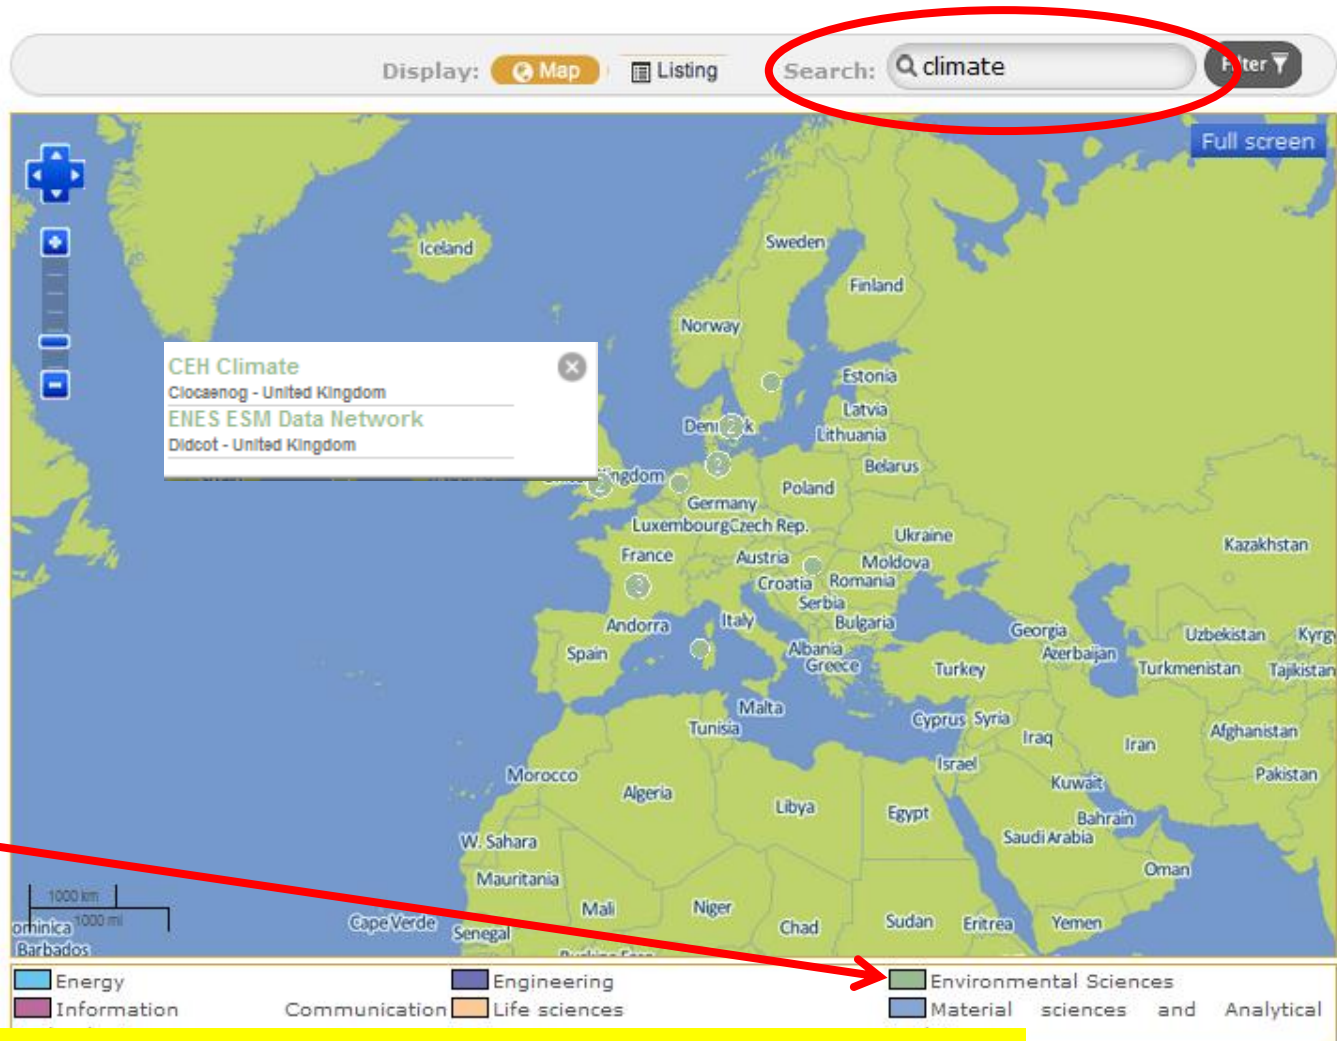 Display: Map Listing Search: climate Filter
Full screen
Iceland
Sweden
Finland
Norway
CEH Climate
Clocaenog - United Kingdom
ENES ESM Data Network
Didcot - United Kingdom
Estonia
Latvia
2
Lithuania
2
Belarus
2
Poland
Germany
Luxembourg Czech Rep.
Ukraine
Kazakhstan
France
Austria
Moldova
Croatia
Romania
Serbia
Andorra
Italy
Bulgaria
Georgia
Uzbekistan
Spain
Albania
Greece
Azerbaijan
Turkey
Turkmenistan
Tajikistan
Malta
Tunisia
Cyprus
Syria
Iraq
Iran
Afghanistan
Israel
Morocco
Kuwait
Pakistan
Algeria
Libya
Egypt
Bahrain
Saudi Arabia
W. Sahara
Oman
Mauritania
1000 km
1000 mi
Mali
Niger
Chad
Sudan
Eritrea
Yemen
Cape Verde
Senegal
Barbados
Energy Engineering Environmental Sciences
Information Communication Life sciences Material sciences and Analytical